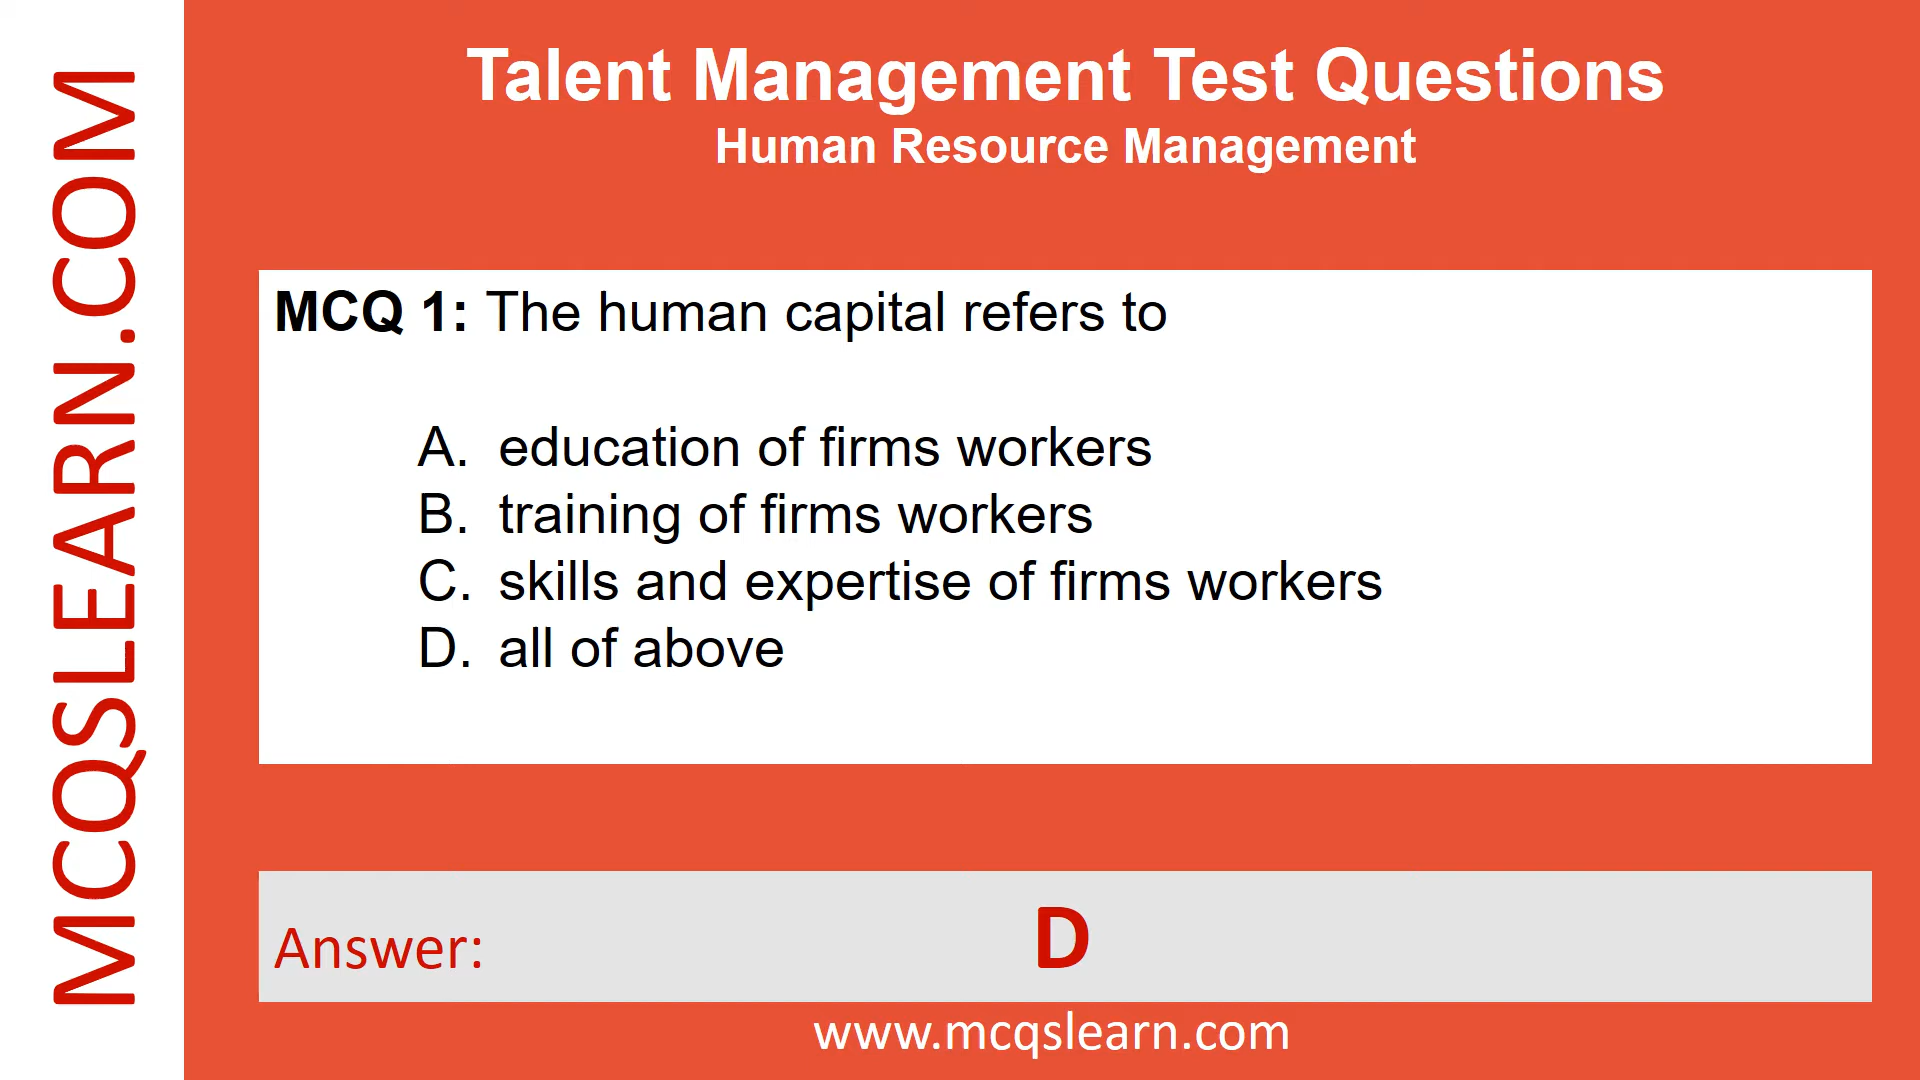 MCQSLEARN.COM
Talent Management Test Questions
Human Resource Management
MCQ 1: The human capital refers to
A. education of firms workers
B. training of firms workers
C. skills and expertise of firms workers
D. all of above
Answer: D
www.mcqslearn.com